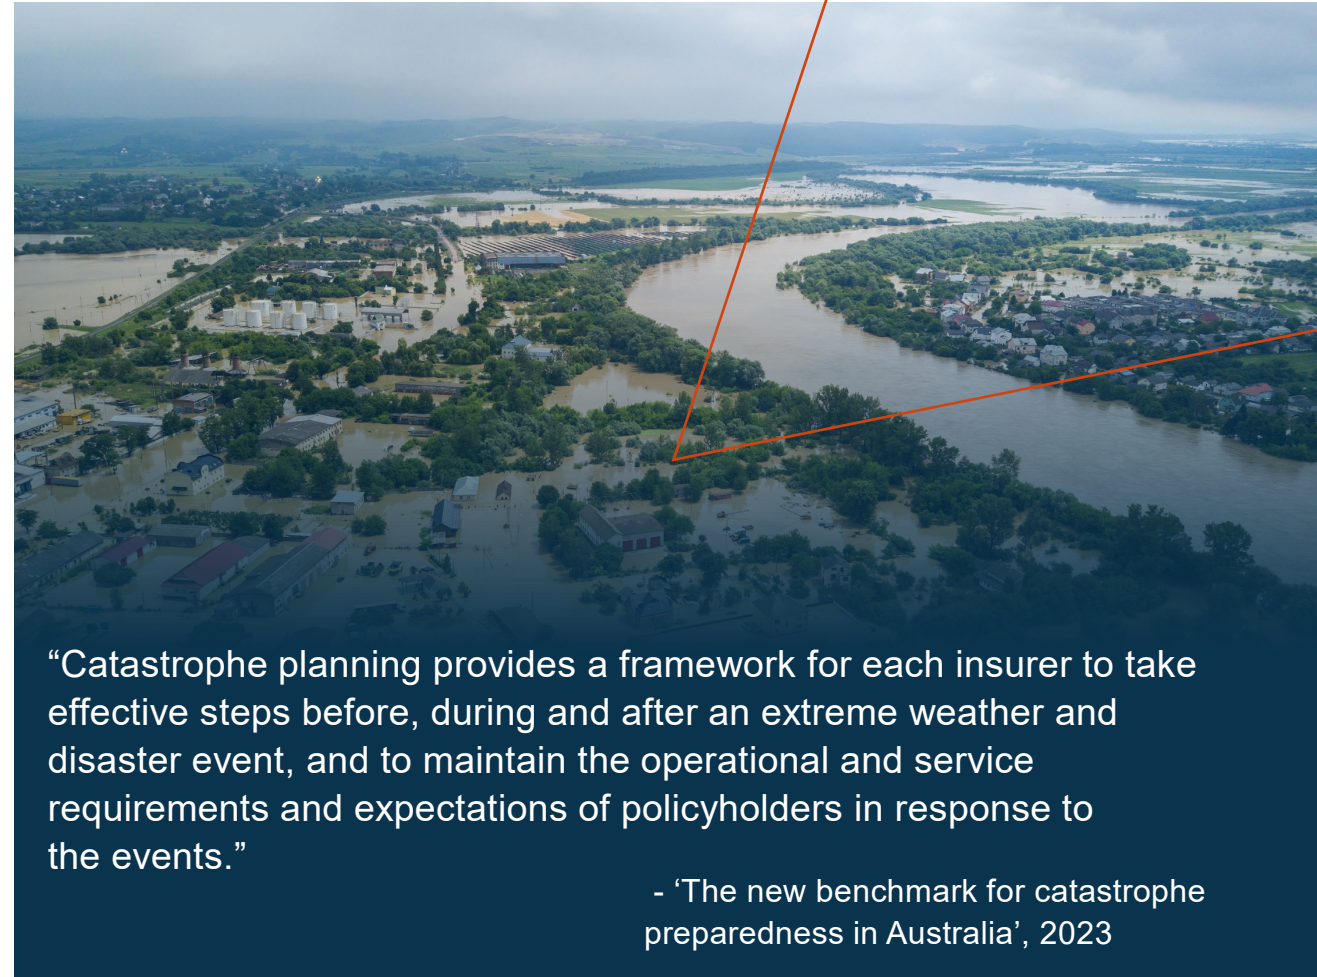 “Catastrophe planning provides a framework for each insurer to take
effective steps before, during and after an extreme weather and
disaster event, and to maintain the operational and service
requirements and expectations of policyholders in response to
the events.”
- ‘The new benchmark for catastrophe
preparedness in Australia’, 2023